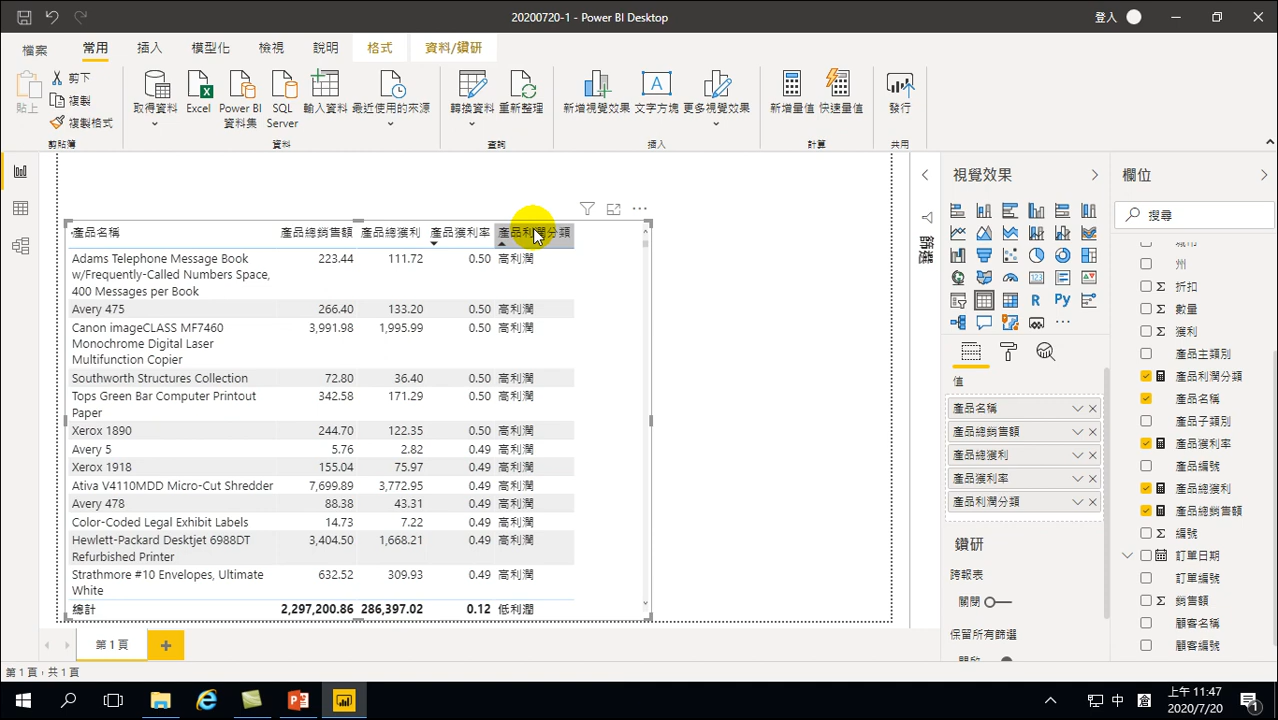 20200720-1 - Power BI Desktop
登入
檔案
常用
插入
模型化
檢視
說明
格式
資料/鑽研
貼上
剪下
複製
複製格式
剪貼簿
取得資料
Excel
Power BI
資料集
SQL
Server
輸入資料
最近使用的來源
資料
轉換資料
重新整理
查詢
新增視覺效果
文字方塊
更多視覺效果
插入
新增量值
快速量值
計算
發行
共用
產品名稱 產品總銷售額 產品總獲利 產品獲利率 產品利潤分類
Adams Telephone Message Book 223.44 111.72 0.50 高利潤
w/Frequently-Called Numbers Space,
400 Messages per Book
Avery 475 266.40 133.20 0.50 高利潤
Canon imageCLASS MF7460 3,991.98 1,995.99 0.50 高利潤
Monochrome Digital Laser
Multifunction Copier
Southworth Structures Collection 72.80 36.40 0.50 高利潤
Tops Green Bar Computer Printout 342.58 171.29 0.50 高利潤
Paper
Xerox 1890 244.70 122.35 0.50 高利潤
Avery 5 5.76 2.82 0.49 高利潤
Xerox 1918 155.04 75.97 0.49 高利潤
Ativa V4110MDD Micro-Cut Shredder 7,699.89 3,772.95 0.49 高利潤
Avery 478 88.38 43.31 0.49 高利潤
Color-Coded Legal Exhibit Labels 14.73 7.22 0.49 高利潤
Hewlett-Packard Desktjet 6988DT 3,404.50 1,668.21 0.49 高利潤
Refurbished Printer
Strathmore #10 Envelopes, Ultimate 632.52 309.93 0.49 高利潤
White
總計 2,297,200.86 286,397.02 0.12 低利潤
篩選
視覺效果
R
Py
123
值
產品名稱
產品總銷售額
產品總獲利
產品獲利率
產品利潤分類
鑽研
跨報表
關閉
保留所有篩選
欄位
搜尋
州
折扣
數量
獲利
產品主類別
產品利潤分類
產品名稱
產品子類別
產品獲利率
產品編號
產品總獲利
產品總銷售額
編號
訂單日期
訂單編號
銷售額
顧客名稱
顧客編號
第 1 頁
第 1 頁，共 1 頁
中
倉
上午 11:47
2020/7/20
1